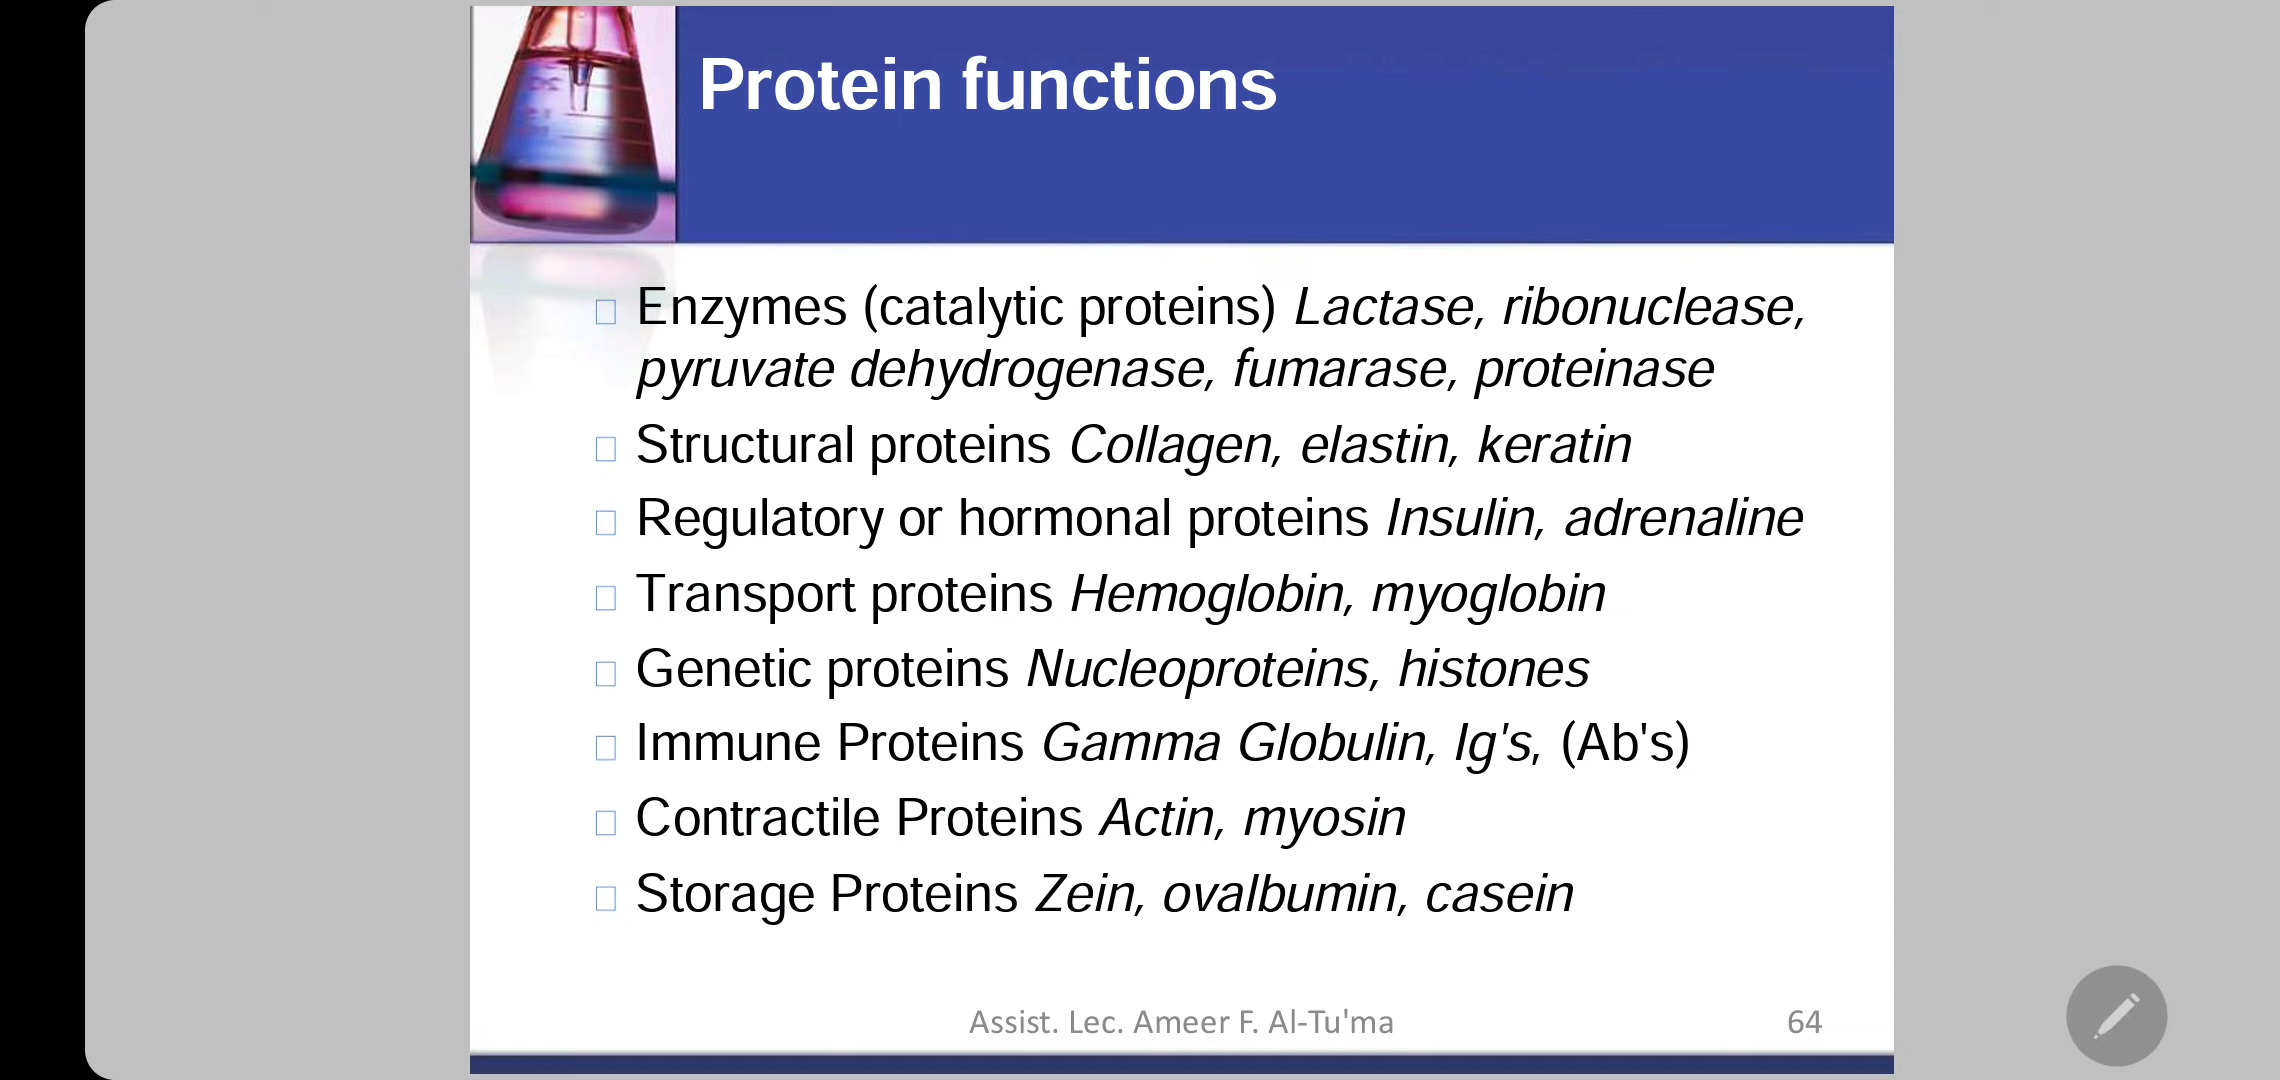 Protein functions
Enzymes (catalytic proteins) Lactase, ribonuclease,
pyruvate dehydrogenase, fumarase, proteinase
Structural proteins Collagen, elastin, keratin
Regulatory or hormonal proteins Insulin, adrenaline
Transport proteins Hemoglobin, myoglobin
Genetic proteins Nucleoproteins, histones
Immune Proteins Gamma Globulin, Ig's, (Ab's)
Contractile Proteins Actin, myosin
Storage Proteins Zein, ovalbumin, casein
Assist. Lec. Ameer F. Al-Tu'ma
64